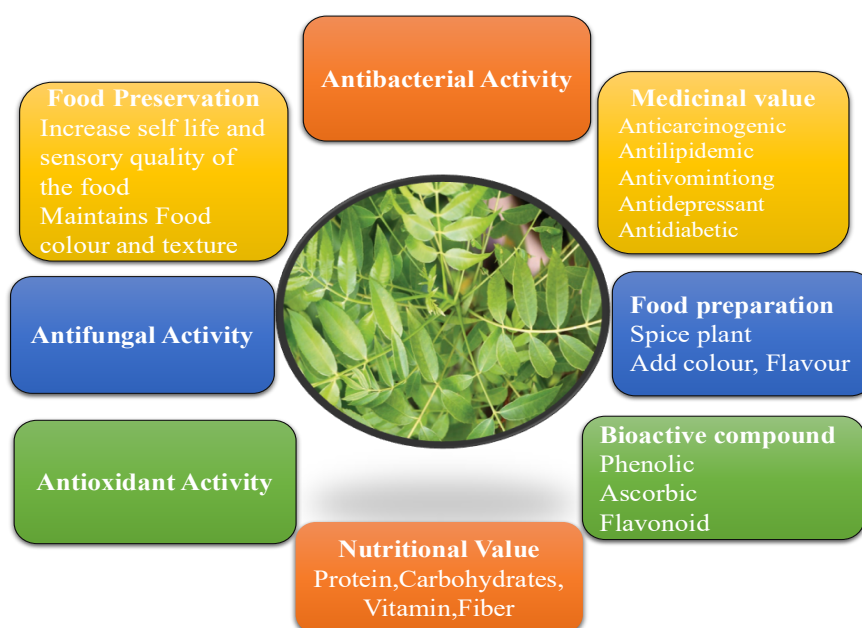 Antibacterial Activity
Food Preservation
Increase self life and
sensory quality of
the food
Maintains Food
colour and texture
Medicinal value
Anticarcinogenic
Antilipidemic
Antivomintiong
Antidepressant
Antidiabetic
Antifungal Activity
Food preparation
Spice plant
Add colour, Flavour
Antioxidant Activity
Bioactive compound
Phenolic
Ascorbic
Flavonoid
Nutritional Value
Protein,Carbohydrates,
Vitamin,Fiber